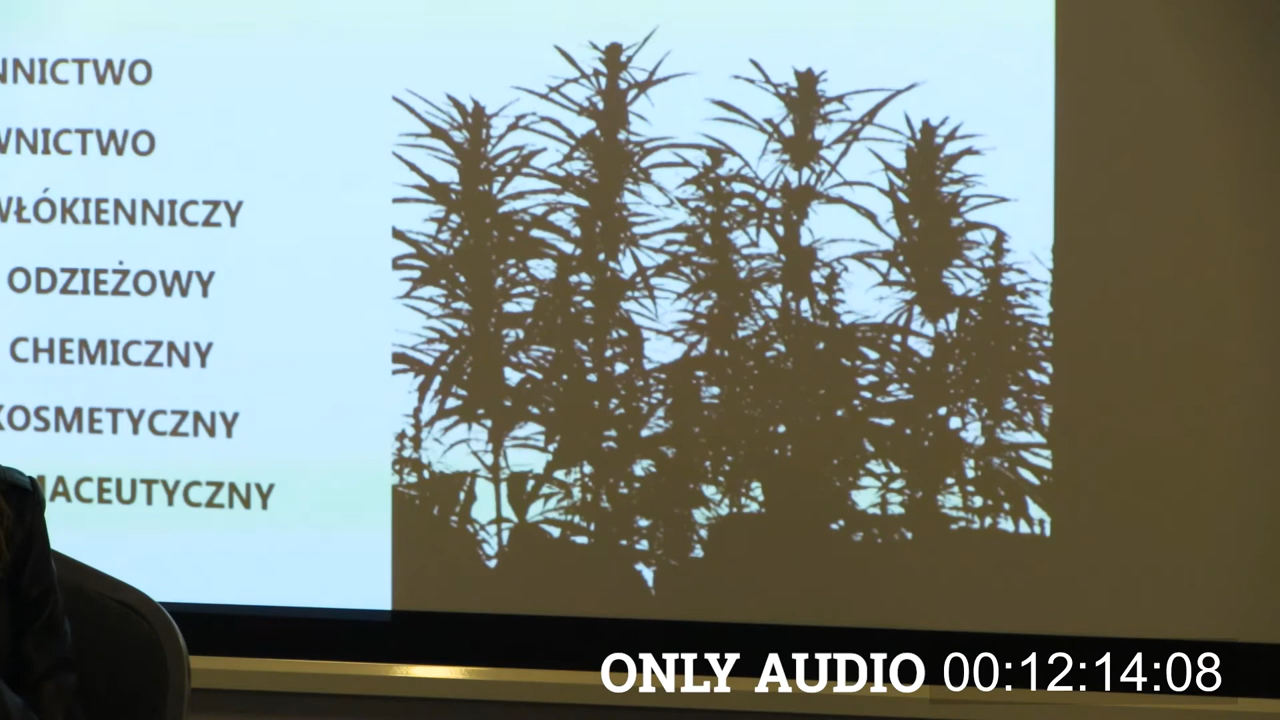 NNICTWO
WNICTWO
WŁÓKIENNICZY
ODZIEŻOWY
CHEMICZNY
KOSMETYCZNY
MACEUTYCZNY
ONLY AUDIO 00:12:14:08